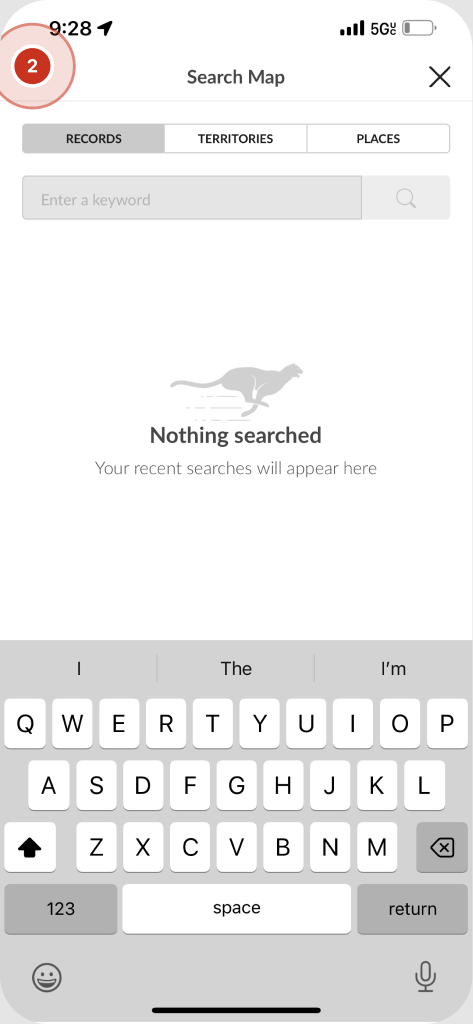 9:28
5G
2
Search Map
RECORDS TERRITORIES PLACES
Enter a keyword
Nothing searched
Your recent searches will appear here
I The I'm
Q W E R T Y U I O P
A S D F G H J K L
Z X C V B N M
123 space return